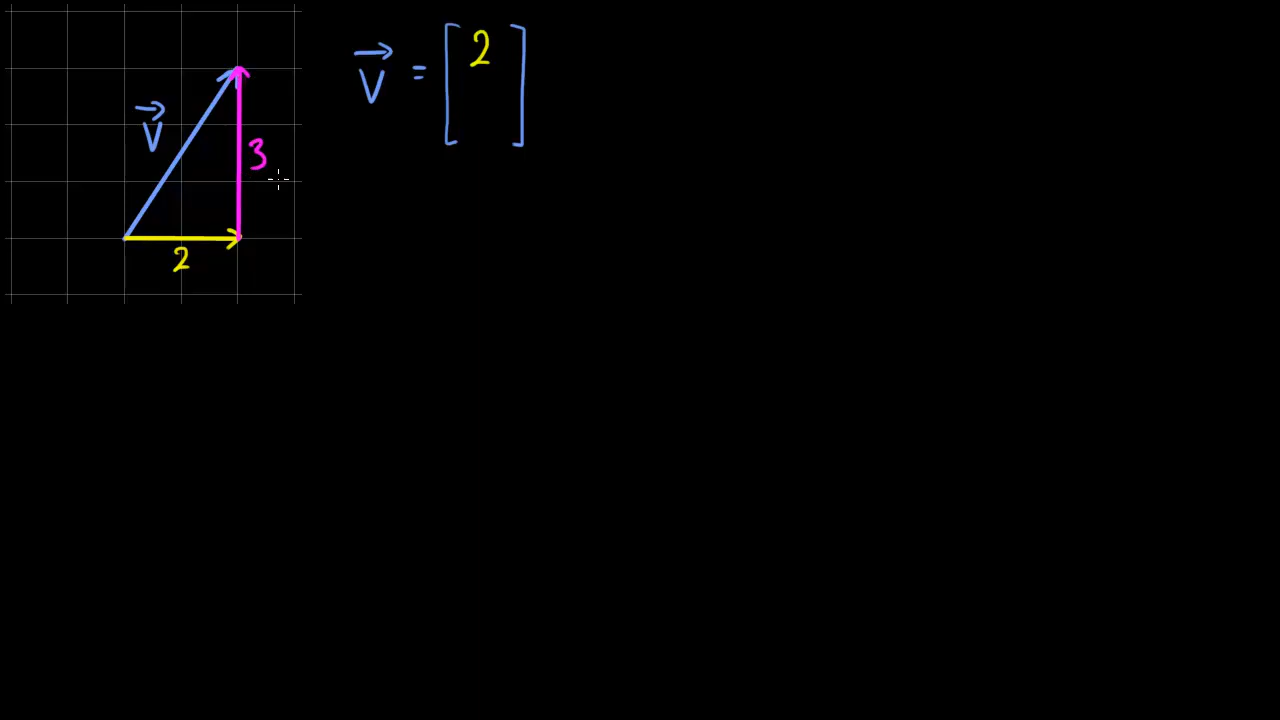 V⃗
3
2
V⃗ = [ 2 ]